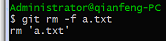 Administrator@qianfeng-PC
$ git rm -f a.txt
rm 'a.txt'